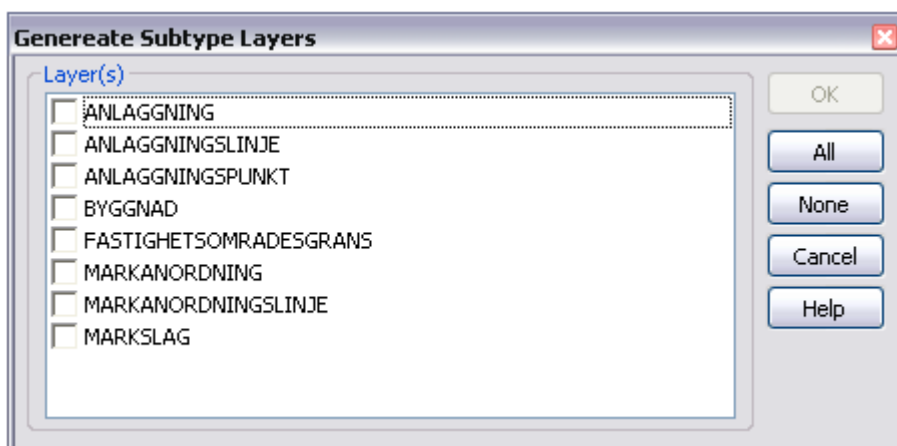 Genereate Subtype Layers
Layer(s)
ANLAGGNING
ANLAGGNINGSLINJE
ANLAGGNINGSPUNKT
BYGGNAD
FASTIGHETSOMRADESGRANS
MARKANORDNING
MARKANORDNINGSLINJE
MARKSLAG
OK
All
None
Cancel
Help